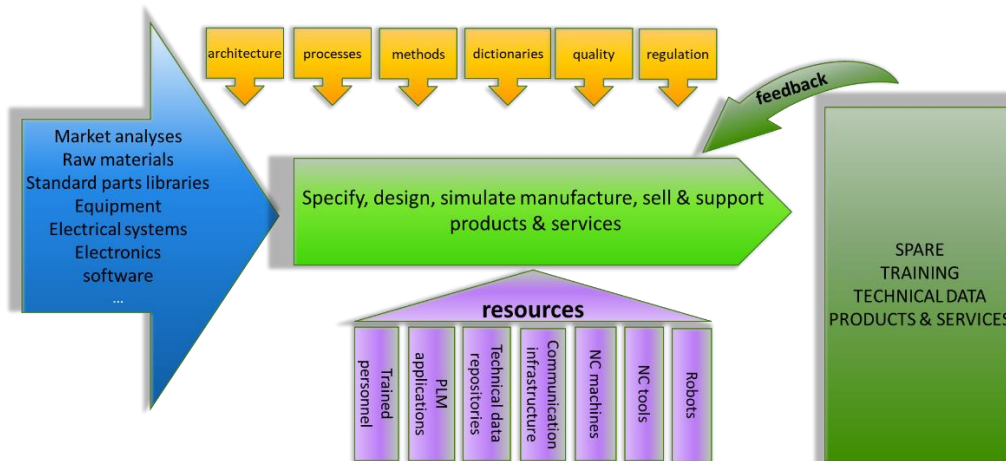 architecture
processes
methods
dictionaries
quality
regulation
feedback
Market analyses
Raw materials
Standard parts libraries
Equipment
Electrical systems
Electronics
software
...
Specify, design, simulate manufacture, sell & support
products & services
SPARE
TRAINING
TECHNICAL DATA
PRODUCTS & SERVICES
resources
Trained
personnel
PLM
applications
Technical data
repositories
Communication
infrastructure
NC machines
NC tools
Robots